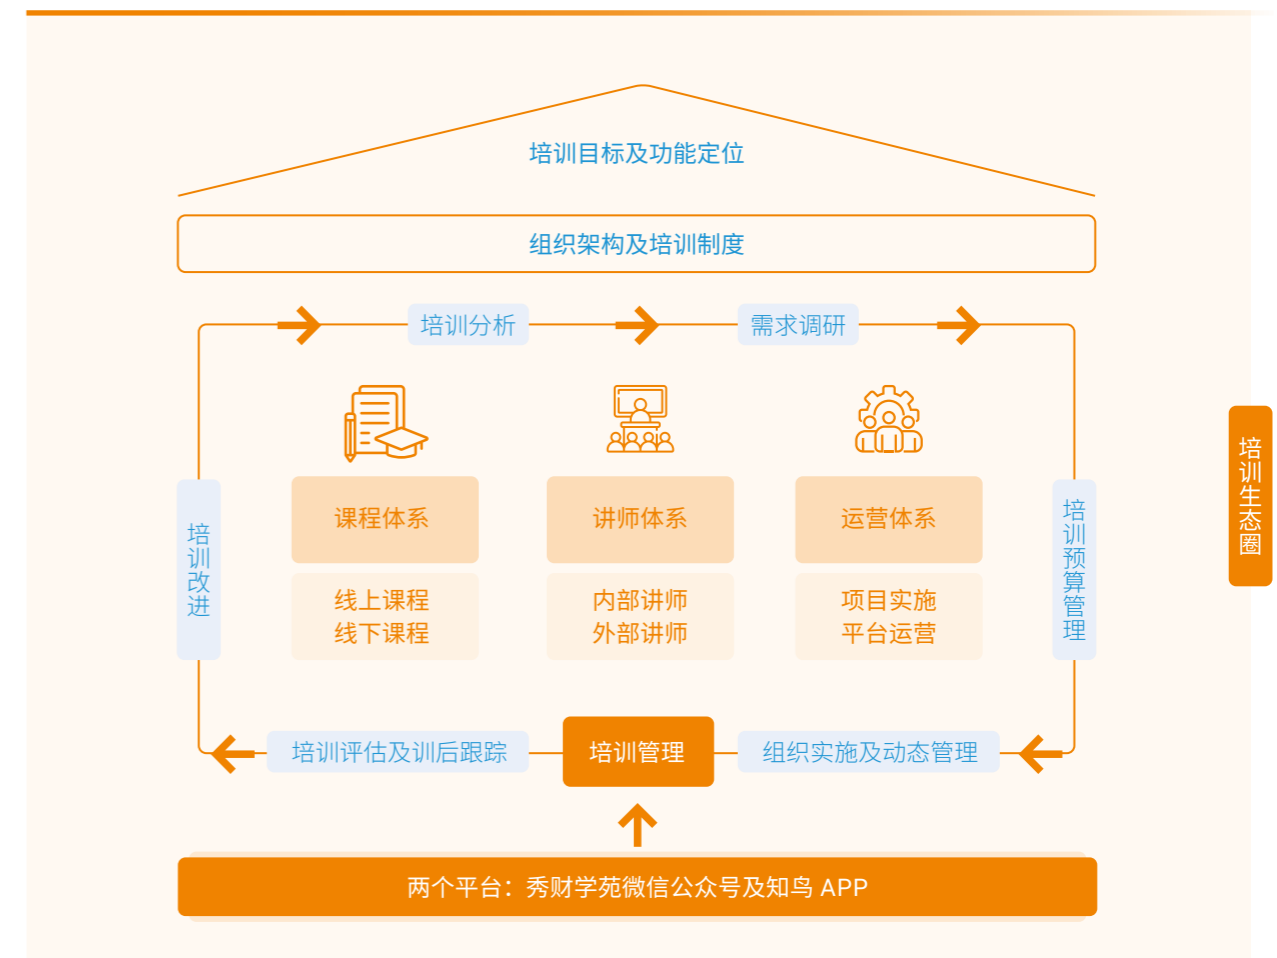 培训目标及功能定位
组织架构及培训制度
培训分析
需求调研
课程体系
讲师体系
运营体系
线上课程
线下课程
内部讲师
外部讲师
项目实施
平台运营
培训改进
培训预算管理
培训生态圈
培训评估及训后跟踪
培训管理
组织实施及动态管理
两个平台：秀财学苑微信公众号及知鸟 APP